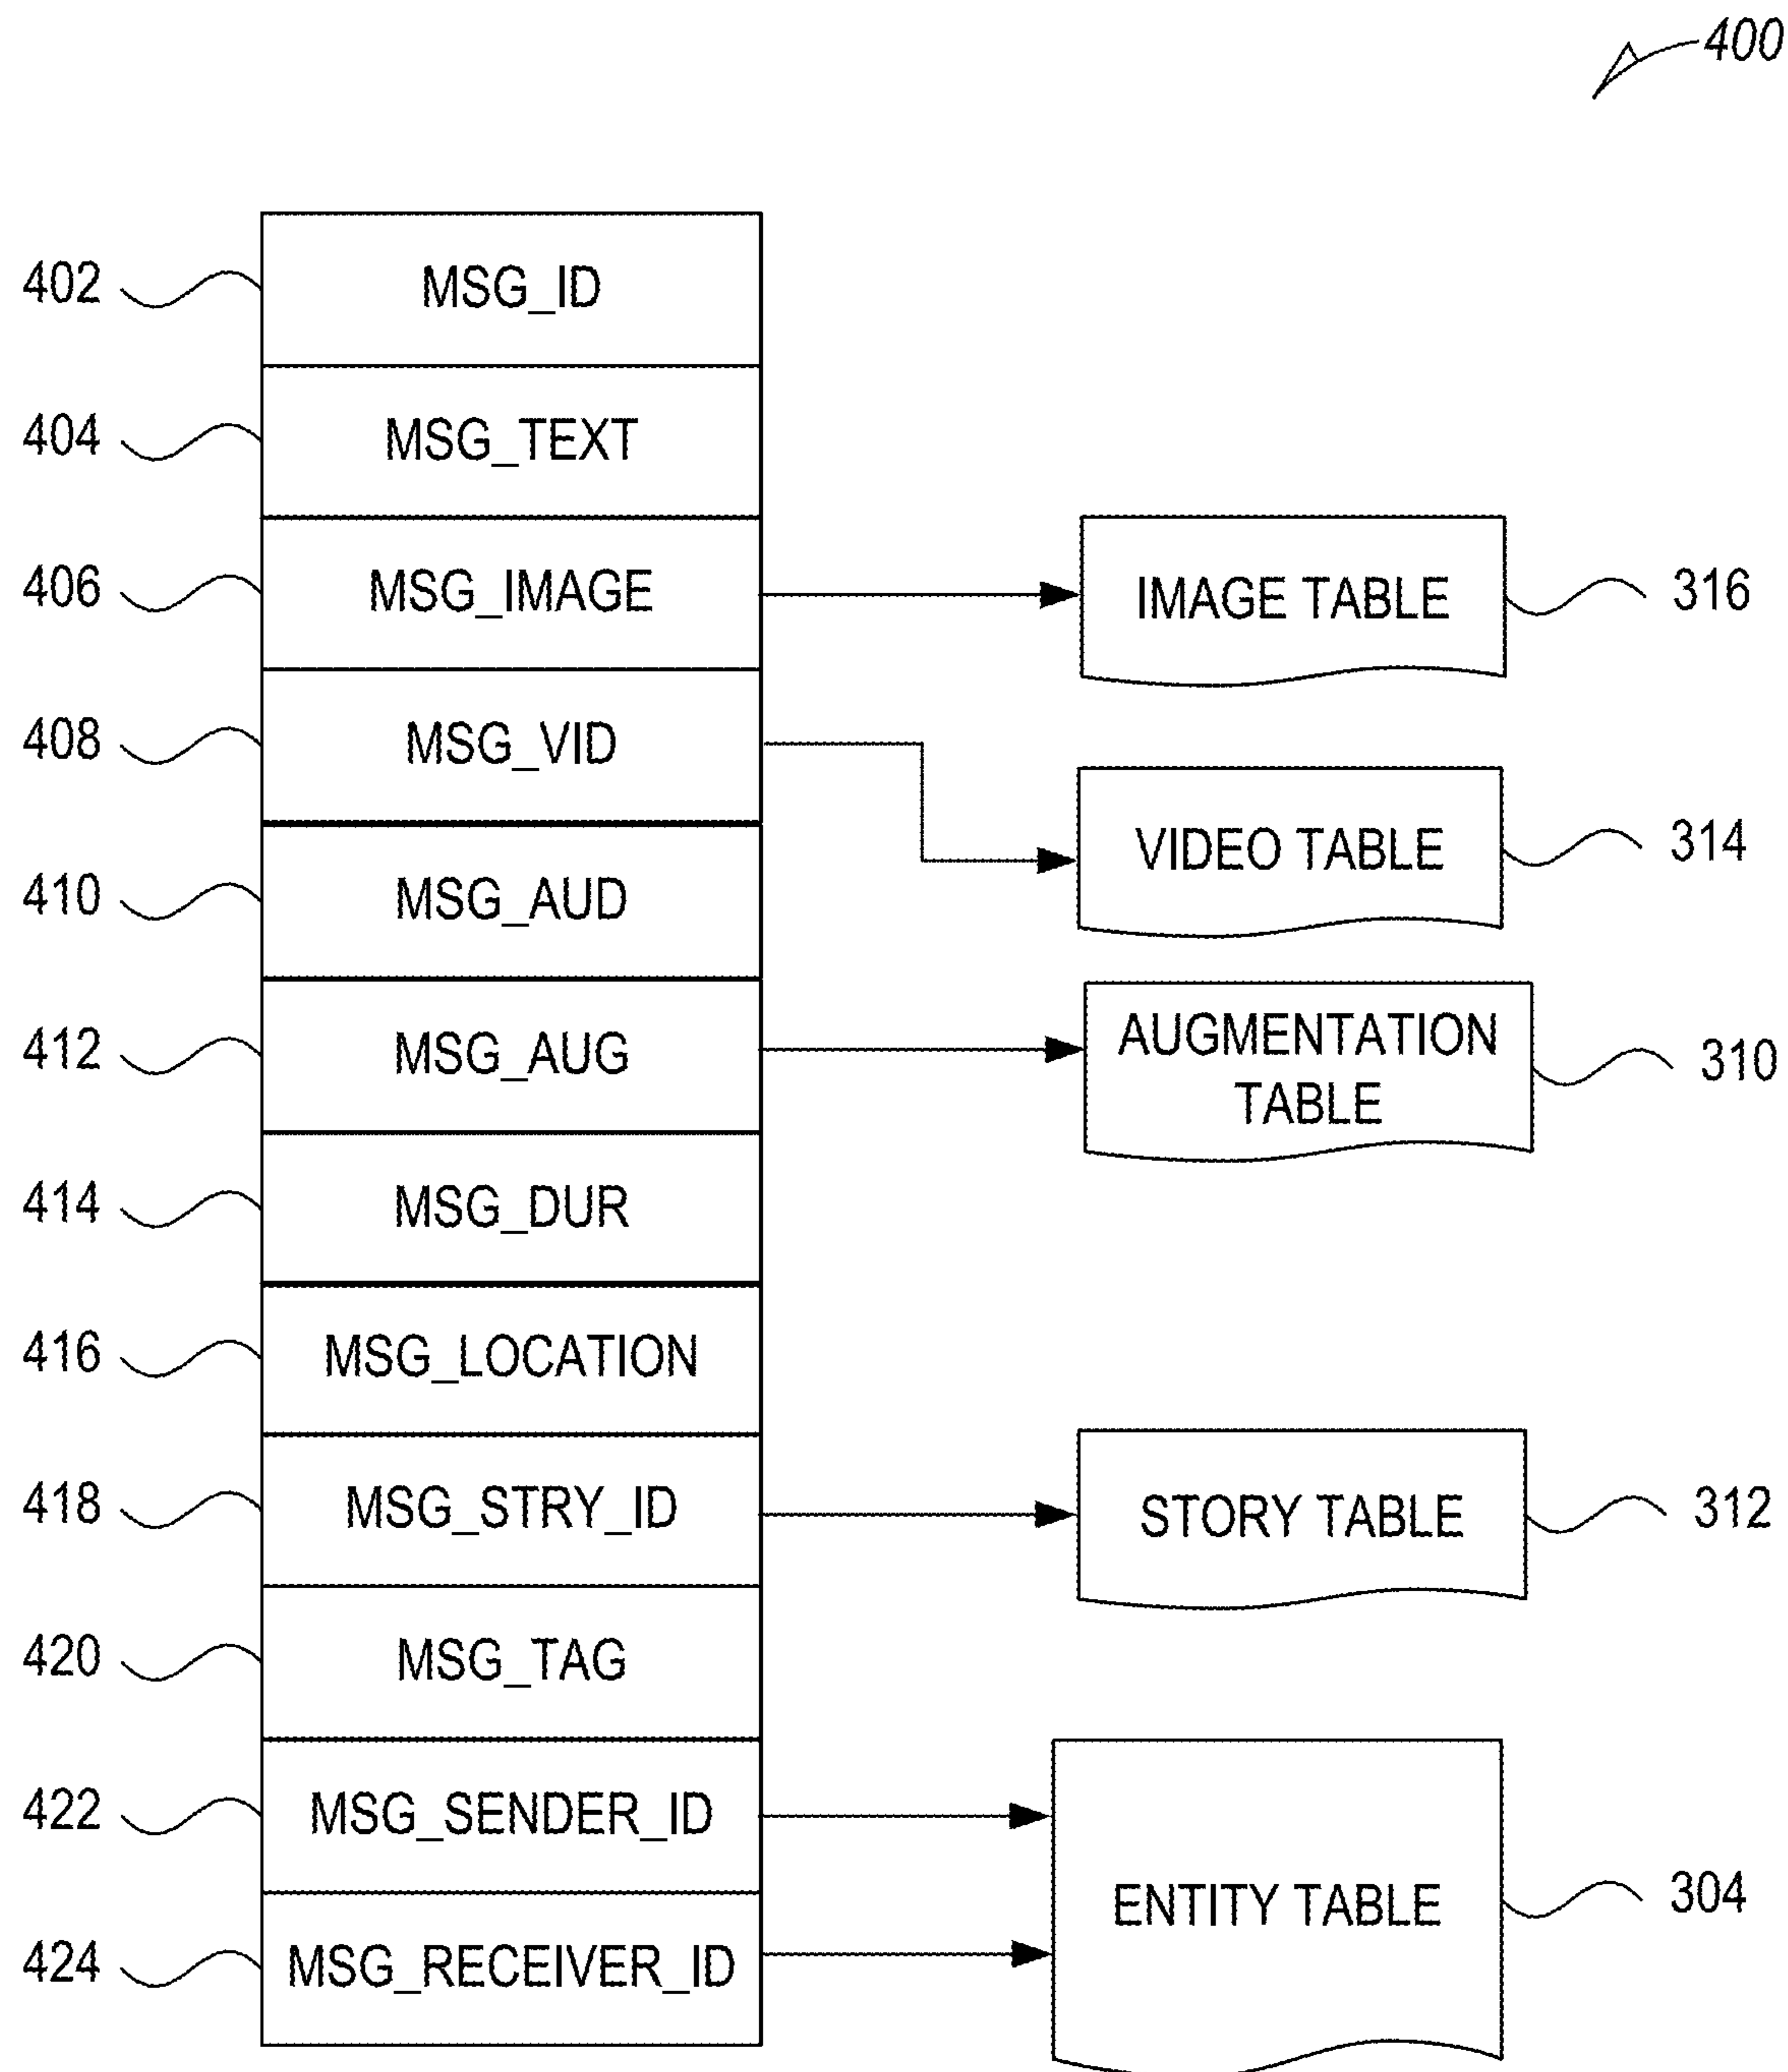 400
402 MSG_ID
404 MSG_TEXT
406 MSG_IMAGE IMAGE TABLE 316
408 MSG_VID
VIDEO TABLE 314
410 MSG_AUD
412 MSG_AUG AUGMENTATION
TABLE 310
414 MSG_DUR
416 MSG_LOCATION
418 MSG_STRY_ID STORY TABLE 312
420 MSG_TAG
422 MSG_SENDER_ID
ENTITY TABLE 304
424 MSG_RECEIVER_ID